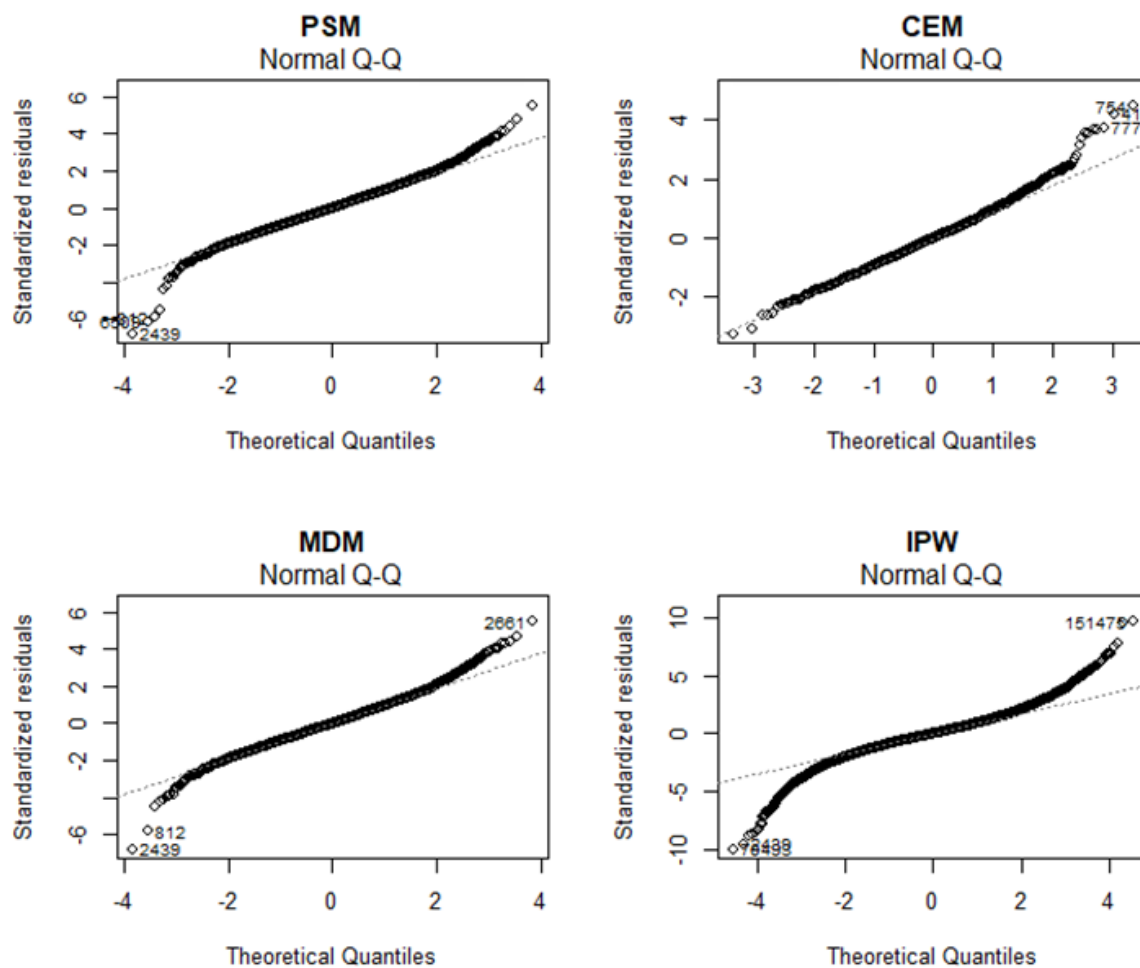 PSM
Normal Q-Q
Standardized residuals
6
4
2
0
-2
-6
2439
-4 -2 0 2 4
Theoretical Quantiles
CEM
Normal Q-Q
Standardized residuals
4
2
0
-2
754
777
-3 -2 -1 0 1 2 3
Theoretical Quantiles
MDM
Normal Q-Q
Standardized residuals
6
4
2
0
-2
-6
2661
812
2439
-4 -2 0 2 4
Theoretical Quantiles
IPW
Normal Q-Q
Standardized residuals
10
5
0
-5
-10
-4 -2 0 2 4
Theoretical Quantiles